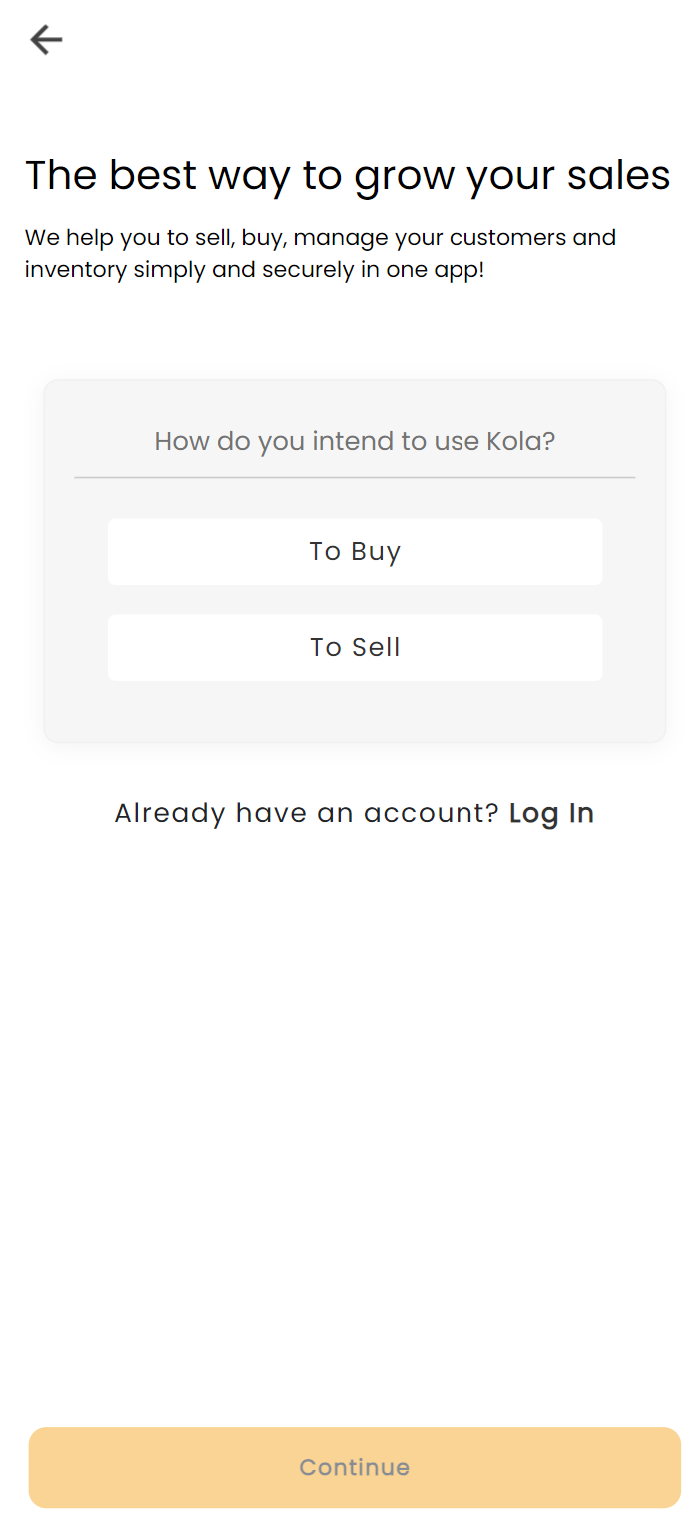 The best way to grow your sales
We help you to sell, buy, manage your customers and
inventory simply and securely in one app!
How do you intend to use Kola?
To Buy
To Sell
Already have an account? Log In
Continue